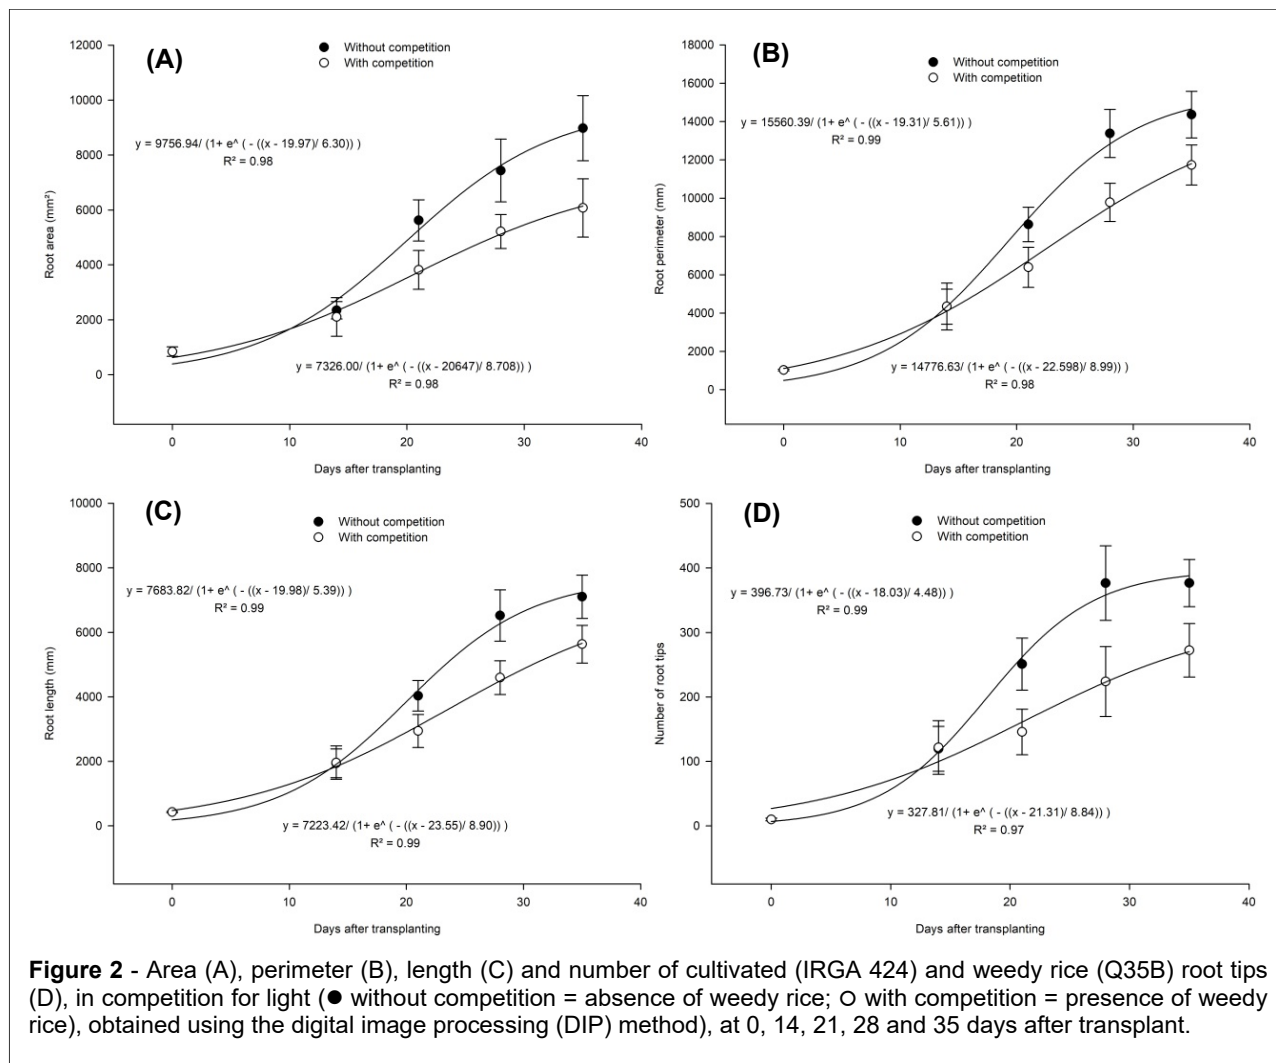 (A)
Without competition
With competition
12000
10000
8000
6000
4000
2000
0
Root area (mm²)
y = 9756.94/ (1+ e^ ( - ((x - 19.97)/ 6.30)) )
R² = 0.98
y = 7326.00/ (1+ e^ ( - ((x - 20647)/ 8.708)) )
R² = 0.98
0 10 20 30 40
Days after transplanting
(B)
Without competition
With competition
18000
16000
14000
12000
10000
8000
6000
4000
2000
0
Root perimeter (mm)
y = 15560.39/ (1+ e^ ( - ((x - 19.31)/ 5.61)) )
R² = 0.99
y = 14776.63/ (1+ e^ ( - ((x - 22.598)/ 8.99)) )
R² = 0.98
0 10 20 30 40
Days after transplanting
(C)
Without competition
With competition
10000
8000
6000
4000
2000
0
Root length (mm)
y = 7683.82/ (1+ e^ ( - ((x - 19.98)/ 5.39)) )
R² = 0.99
y = 7223.42/ (1+ e^ ( - ((x - 23.55)/ 8.90)) )
R² = 0.99
0 10 20 30 40
Days after transplanting
(D)
Without competition
With competition
500
400
300
200
100
0
Number of root tips
y = 396.73/ (1+ e^ ( - ((x - 18.03)/ 4.48)) )
R² = 0.99
y = 327.81/ (1+ e^ ( - ((x - 21.31)/ 8.84)) )
R² = 0.97
0 10 20 30 40
Days after transplanting
Figure 2 - Area (A), perimeter (B), length (C) and number of cultivated (IRGA 424) and weedy rice (Q35B) root tips
(D), in competition for light (● without competition = absence of weedy rice; O with competition = presence of weedy
rice), obtained using the digital image processing (DIP) method), at 0, 14, 21, 28 and 35 days after transplant.